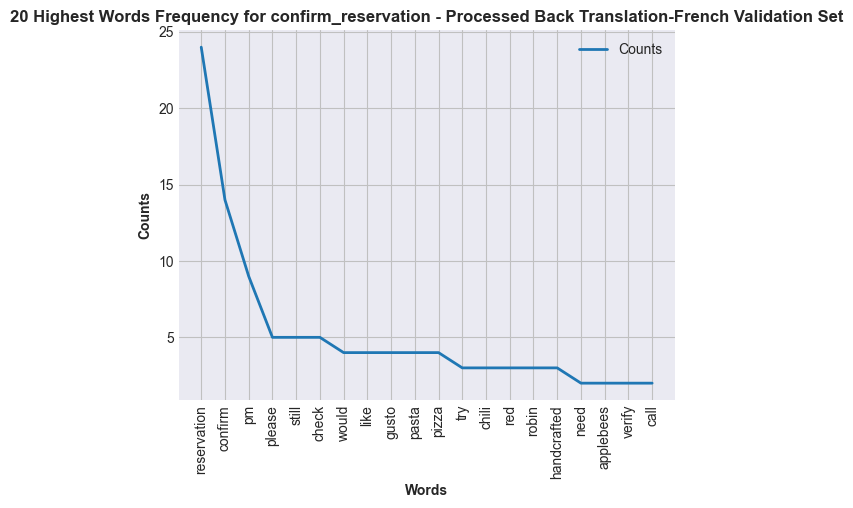 20 Highest Words Frequency for confirm_reservation - Processed Back Translation-French Validation Set
Counts
25
20
15
10
5
Counts
reservation
confirm
pm
please
still
check
would
like
gusto
pasta
pizza
try
chili
red
robin
handcrafted
need
applebees
verify
call
Words